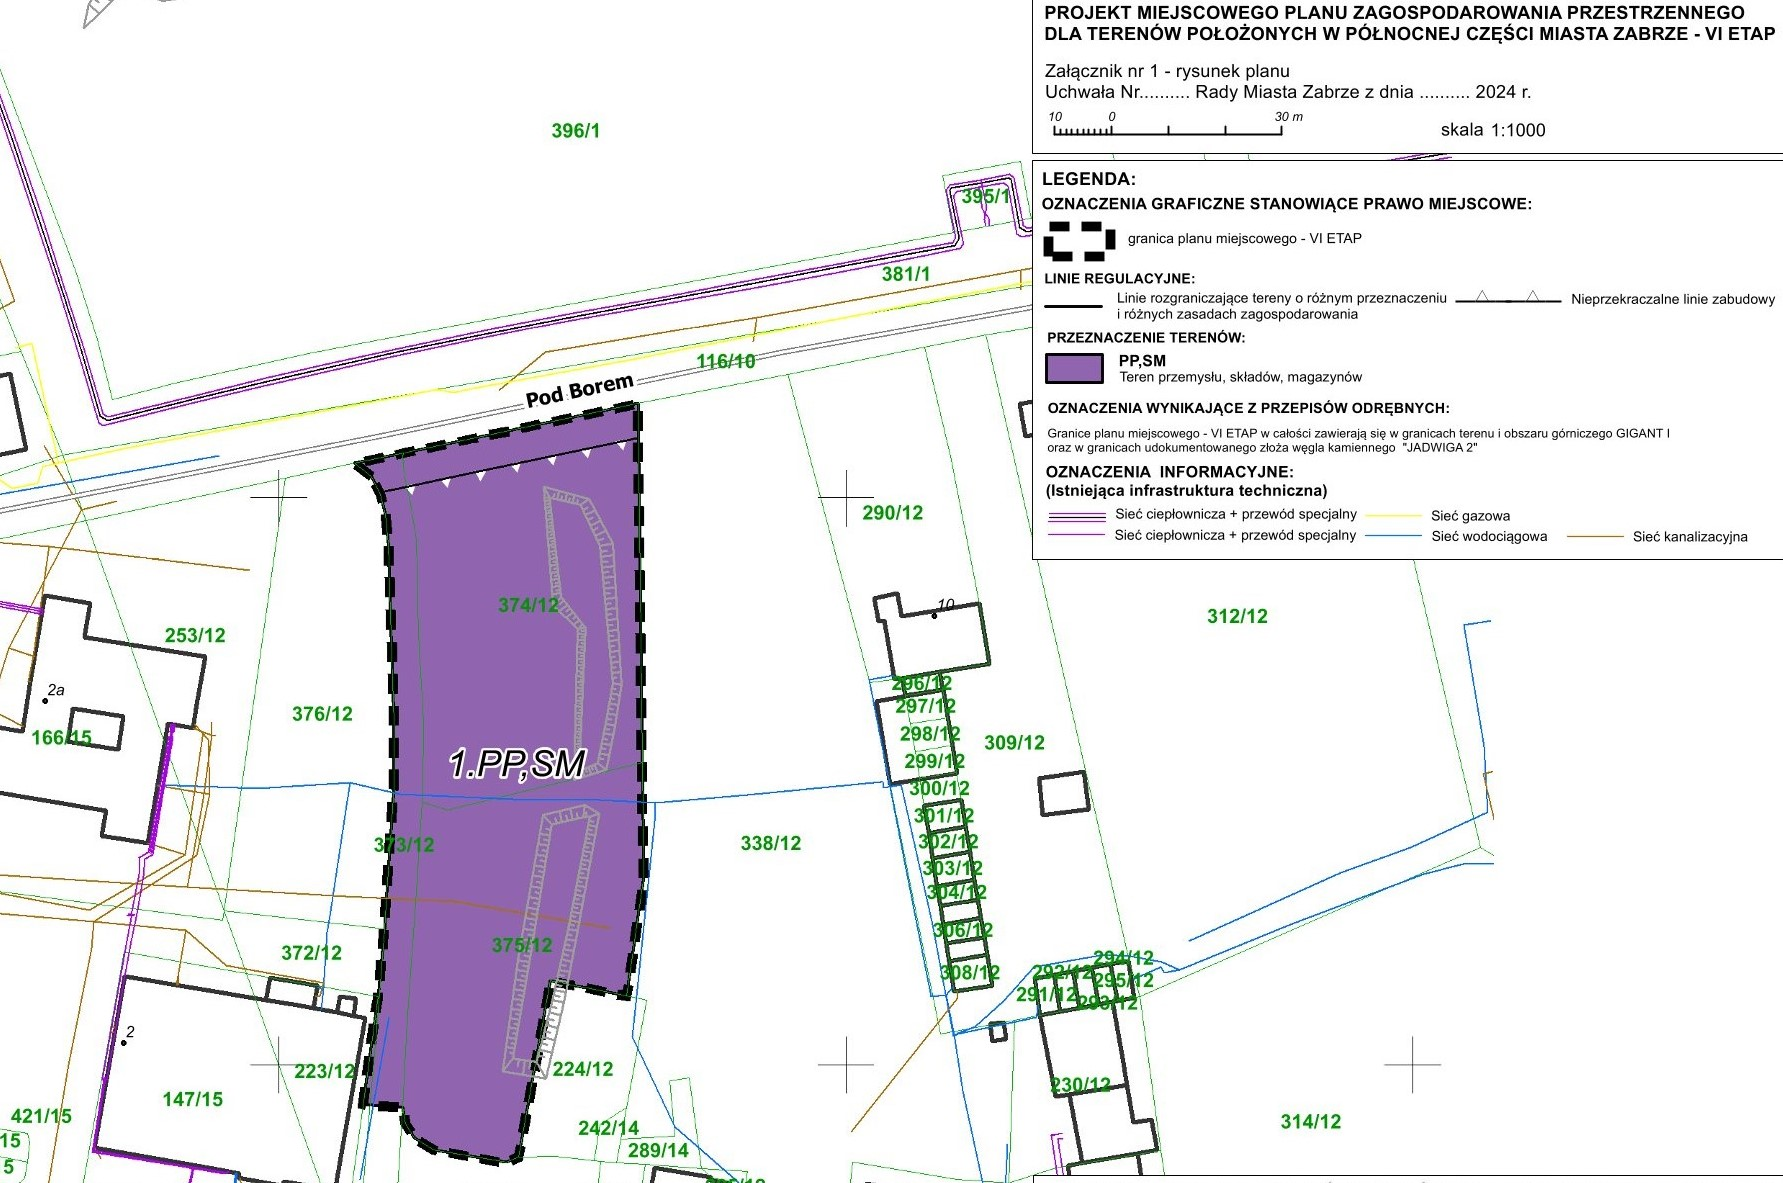 PROJEKT MIEJSCOWEGO PLANU ZAGOSPODAROWANIA PRZESTRZENNEGO
DLA TERENÓW POŁOŻONYCH W PÓŁNOCNEJ CZĘŚCI MIASTA ZABRZE - VI ETAP
Załącznik nr 1 - rysunek planu
Uchwała Nr.......... Rady Miasta Zabrze z dnia .......... 2024 r.
10 0 30 m
skala 1:1000
LEGENDA:
OZNACZENIA GRAFICZNE STANOWIĄCE PRAWO MIEJSCOWE:
granica planu miejscowego - VI ETAP
LINIE REGULACYJNE:
Linie rozgraniczające tereny o różnym przeznaczeniu
i różnych zasadach zagospodarowania
Nieprzekraczalne linie zabudowy
PRZEZNACZENIE TERENÓW:
PP,SM
Teren przemysłu, składów, magazynów
OZNACZENIA WYNIKAJĄCE Z PRZEPISÓW ODRĘBNYCH:
Granice planu miejscowego - VI ETAP w całości zawierają się w granicach terenu i obszaru górniczego GIGANT I
oraz w granicach udokumentowanego złoża węgla kamiennego "JADWIGA 2"
OZNACZENIA INFORMACYJNE:
(Istniejąca infrastruktura techniczna)
Sieć ciepłownicza + przewód specjalny
Sieć gazowa
Sieć ciepłownicza + przewód specjalny
Sieć wodociągowa
Sieć kanalizacyjna
396/1
395/1
381/1
116/10
Pod Borem
290/12
374/12
10
312/12
253/12
2a
296/12
297/12
376/12
298/12
166/15
309/12
1.PP,SM
299/12
300/12
301/12
373/12
338/12
302/12
303/12
304/12
306/12
375/12
372/12
294/12
308/12
292/12
295/12
291/12
293/12
2
223/12
224/12
230/12
147/15
421/15
314/12
242/14
15
289/14
5